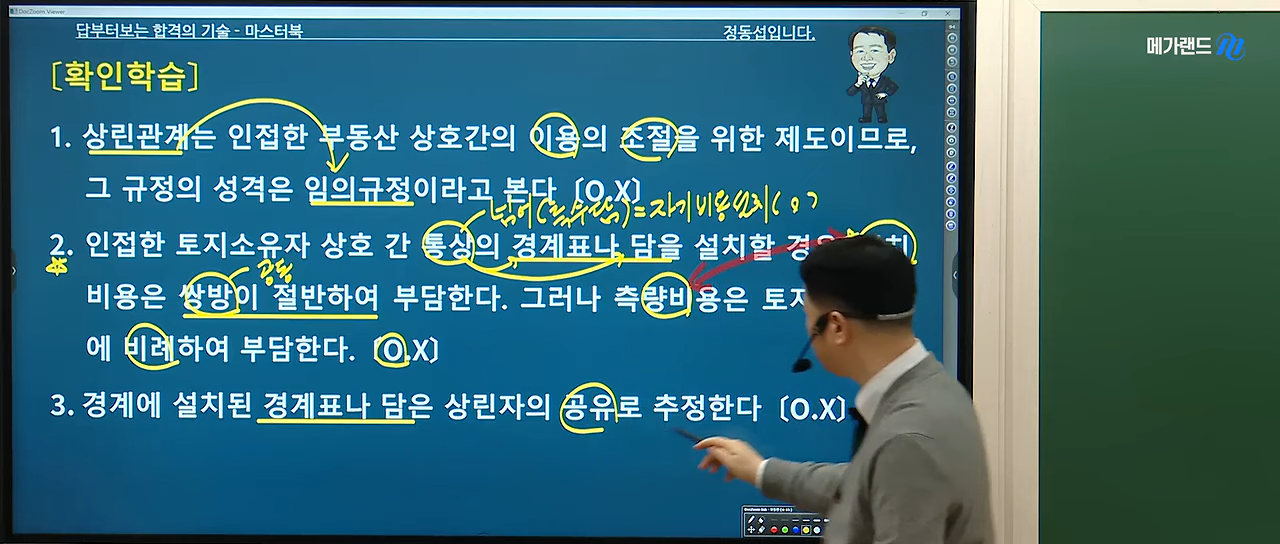 DocZoom Viewer
답부터보는 합격의 기술 - 마스터북
정동섭입니다.
메가랜드
[확인학습]
1. 상린관계는 인접한 부동산 상호간의 이용의 조절을 위한 제도이므로,
그 규정의 성격은 임의규정이라고 본다 〔O.X〕
= 자기비용
2. 인접한 토지소유자 상호 간 통상의 경계표나 담을 설치할 경우
공동
비용은 쌍방이 절반하여 부담한다. 그러나 측량비용은 토지
에 비례하여 부담한다. 〔O.X〕
3. 경계에 설치된 경계표나 담은 상린자의 공유로 추정한다 〔O.X〕